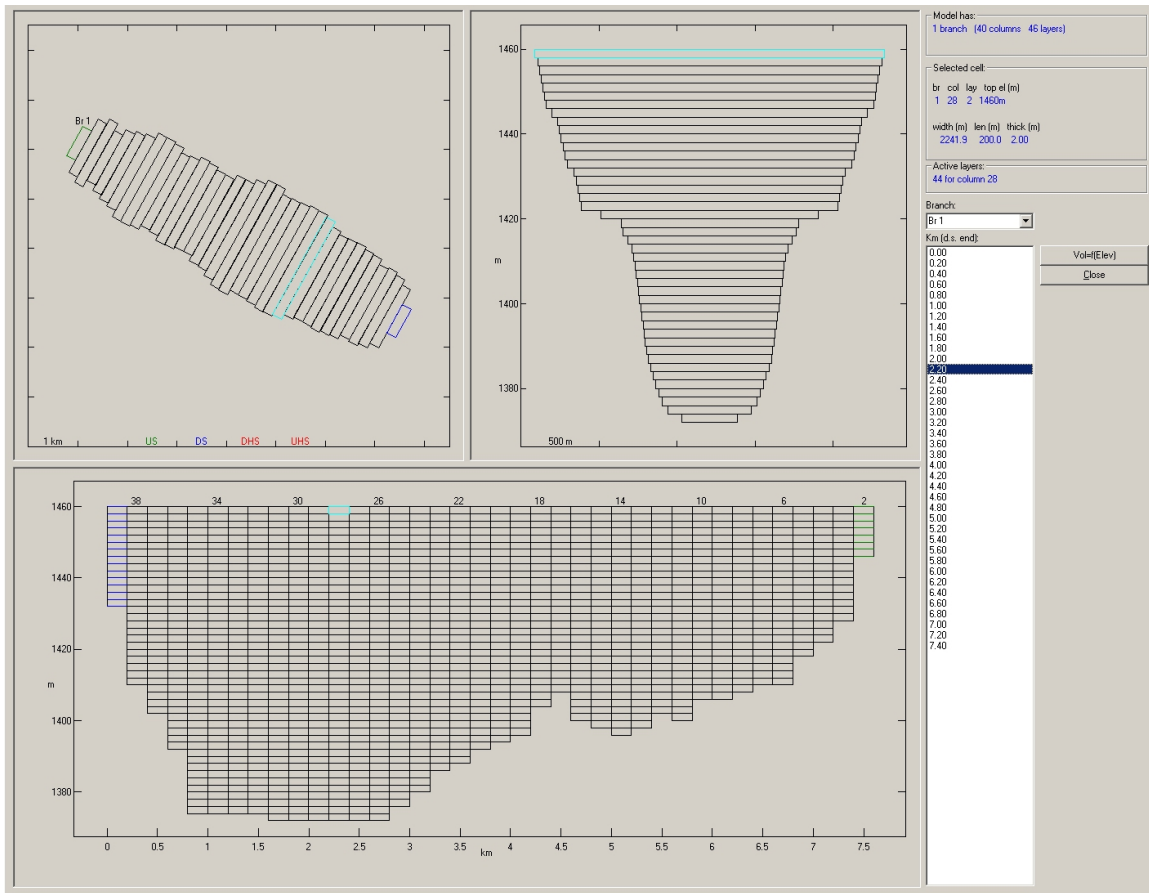 Br 1
1 km US DS DHS UHS
1460
1440
1420
m
1400
1380
500 m
38 34 30 26 22 18 14 10 6 2
1460
1440
1420
m
1400
1380
0 0.5 1 1.5 2 2.5 3 3.5 4 4.5 5 5.5 6 6.5 7 7.5
km
Model has:
1 branch (40 columns 46 layers)
Selected cell:
br col lay top el (m)
1 28 2 1460m
width (m) len (m) thick (m)
2241.9 200.0 2.00
Active layers:
44 for column 28
Branch:
Br 1
Km (d.s. end):
0.00
0.20
0.40
0.60
0.80
1.00
1.20
1.40
1.60
1.80
2.00
2.20
2.40
2.60
2.80
3.00
3.20
3.40
3.60
3.80
4.00
4.20
4.40
4.60
4.80
5.00
5.20
5.40
5.60
5.80
6.00
6.20
6.40
6.60
6.80
7.00
7.20
7.40
Vol=f(Elev)
Close